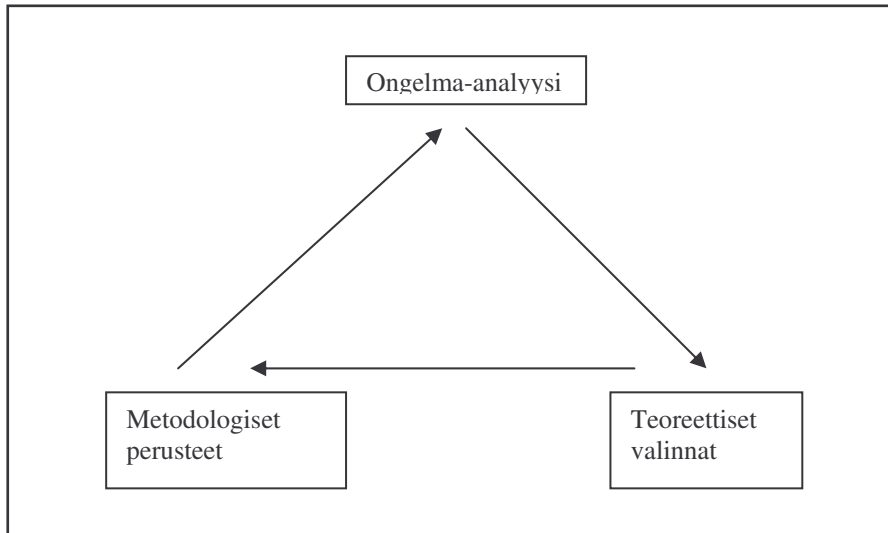 Ongelma-analyysi
Metodologiset
perusteet
Teoreettiset
valinnat